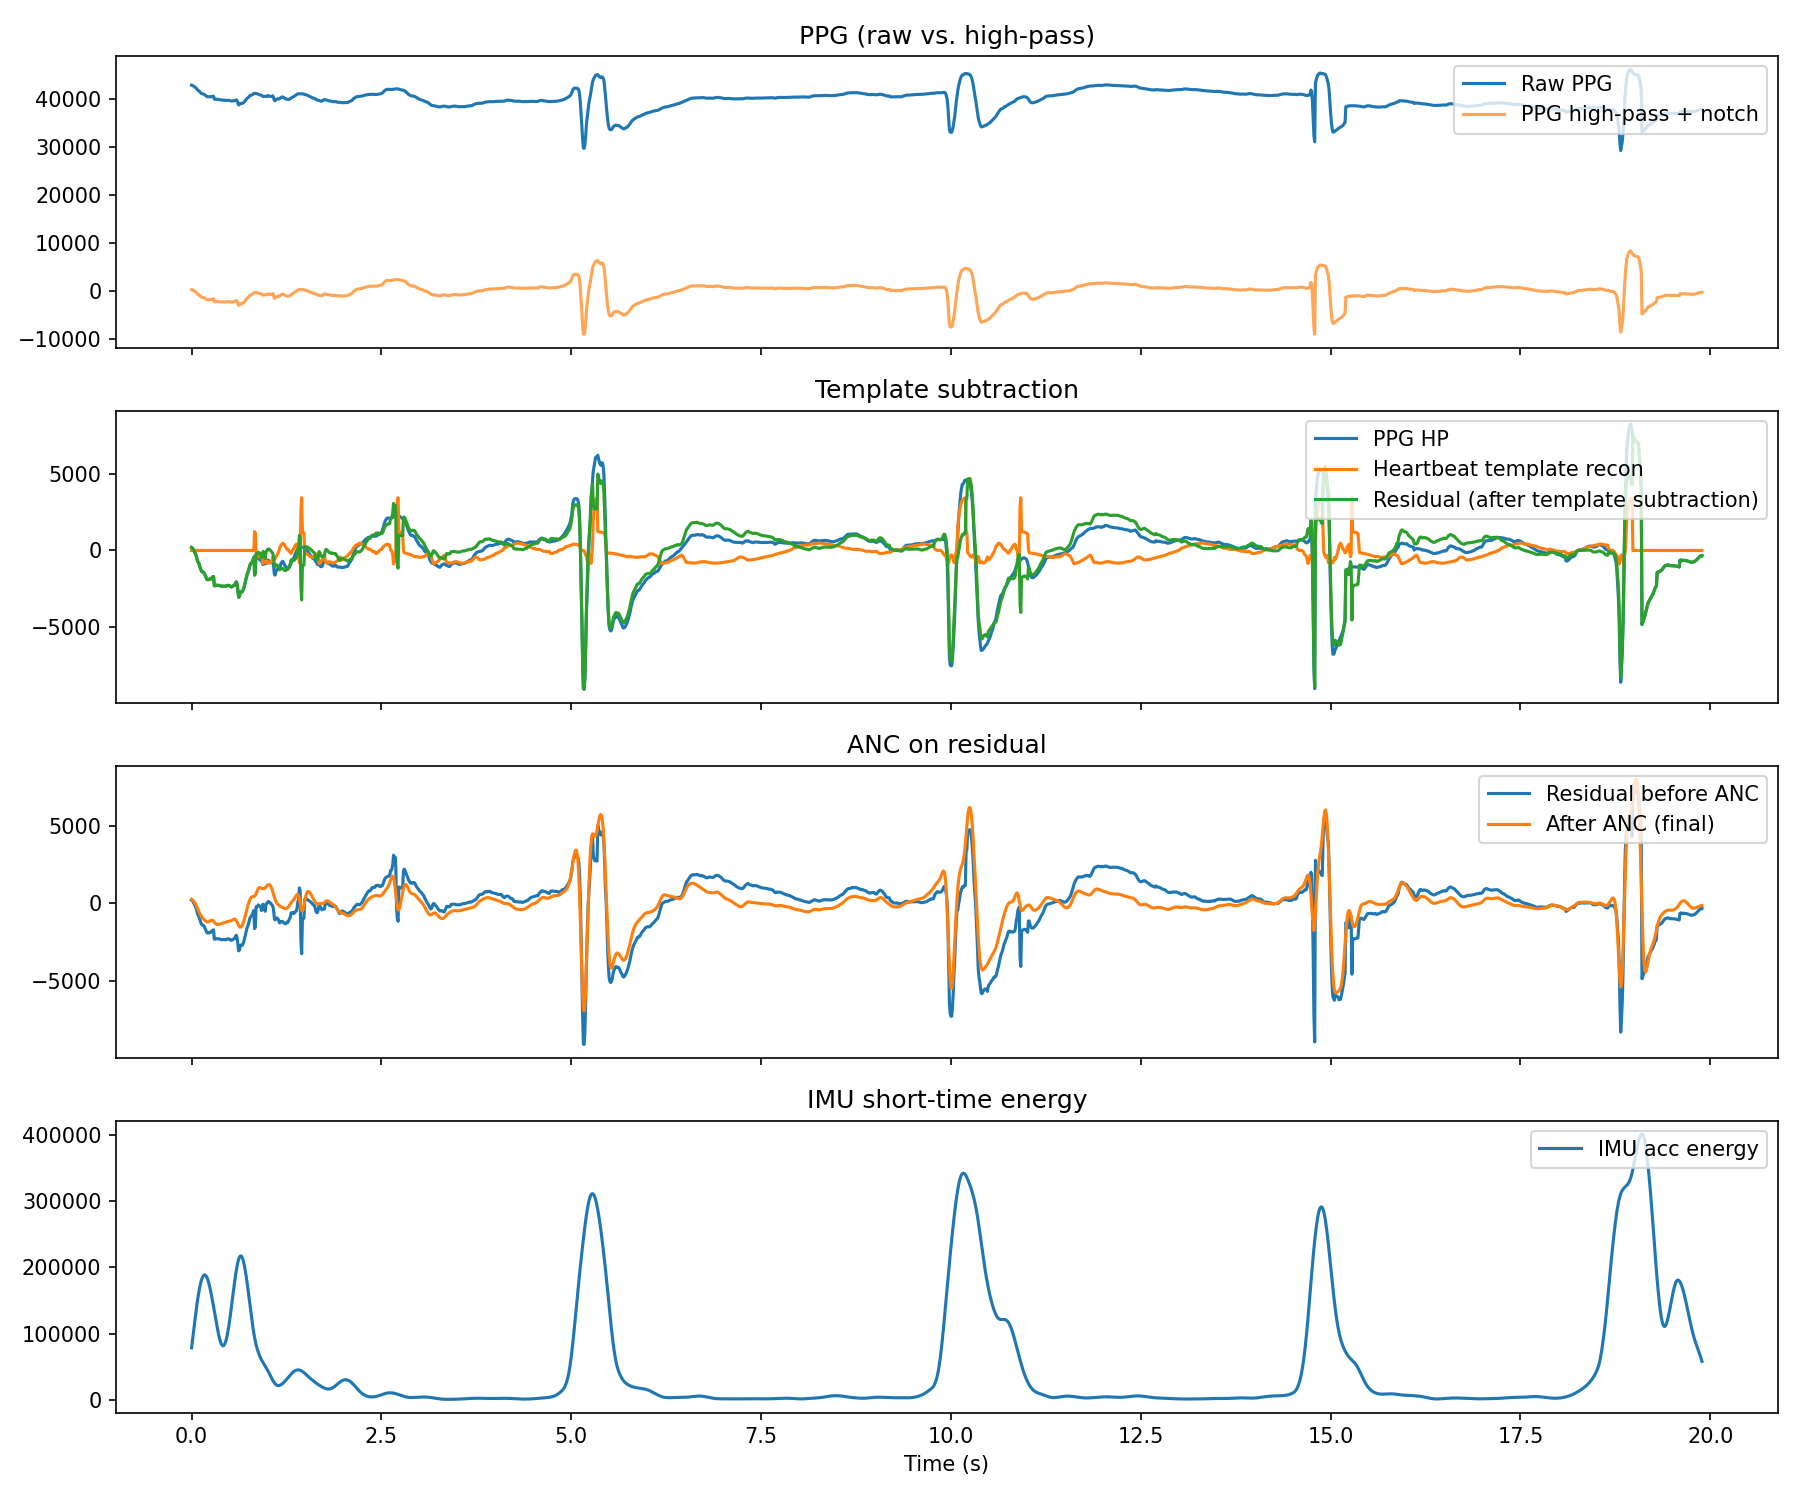 PPG (raw vs. high-pass)
Raw PPG
PPG high-pass + notch
40000
30000
20000
10000
0
−10000
Template subtraction
PPG HP
Heartbeat template recon
Residual (after template subtraction)
5000
0
−5000
ANC on residual
Residual before ANC
After ANC (final)
5000
0
−5000
IMU short-time energy
IMU acc energy
400000
300000
200000
100000
0
0.0 2.5 5.0 7.5 10.0 12.5 15.0 17.5 20.0
Time (s)